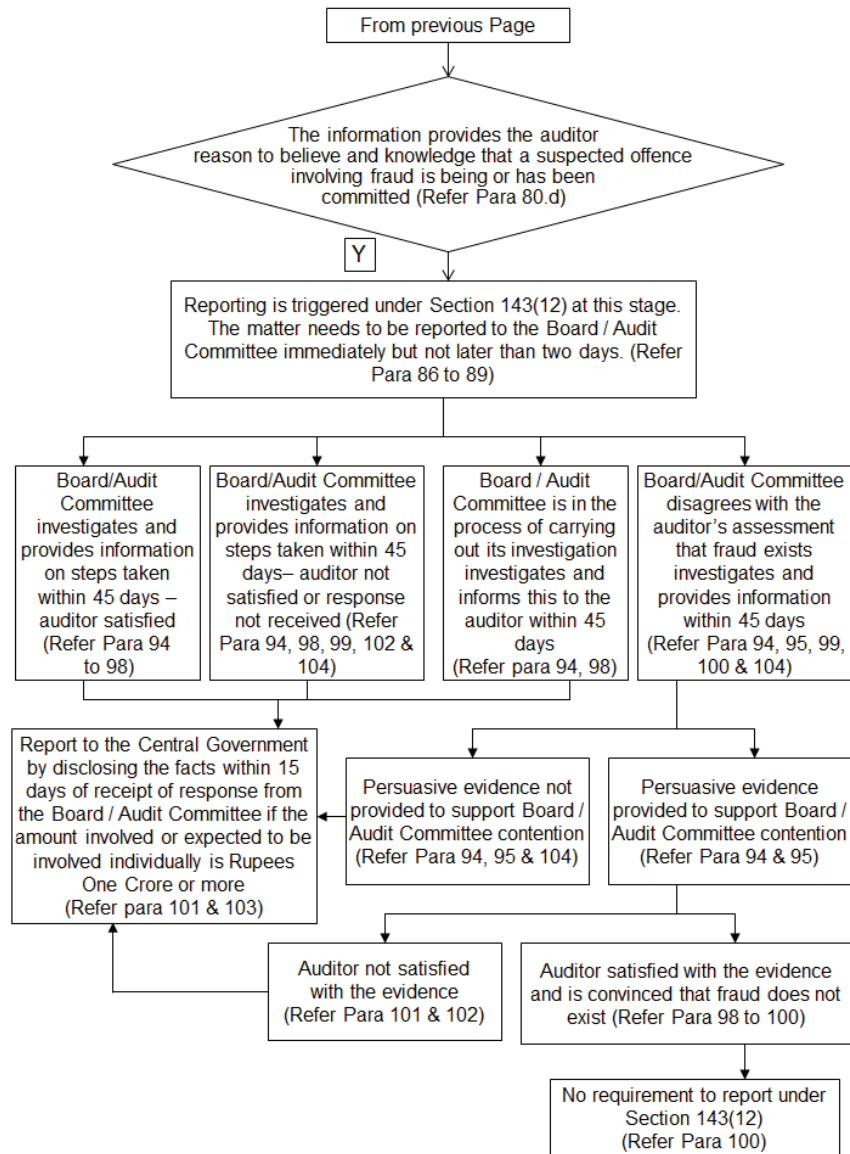 From previous Page
The information provides the auditor
reason to believe and knowledge that a suspected offence
involving fraud is being or has been
committed (Refer Para 80.d)
Y
Reporting is triggered under Section 143(12) at this stage.
The matter needs to be reported to the Board / Audit
Committee immediately but not later than two days. (Refer
Para 86 to 89)
Board/Audit
Committee
investigates and
provides information
on steps taken
within 45 days –
auditor satisfied
(Refer Para 94
to 98)
Board/Audit Committee
investigates and
provides information on
steps taken within 45
days– auditor not
satisfied or response
not received (Refer
Para 94, 98, 99, 102 &
104)
Board / Audit
Committee is in the
process of carrying
out its investigation
investigates and
informs this to the
auditor within 45
days
(Refer para 94, 98)
Board/Audit Committee
disagrees with the
auditor’s assessment
that fraud exists
investigates and
provides information
within 45 days
(Refer Para 94, 95, 99,
100 & 104)
Report to the Central Government
by disclosing the facts within 15
days of receipt of response from
the Board / Audit Committee if the
amount involved or expected to be
involved individually is Rupees
One Crore or more
(Refer para 101 & 103)
Persuasive evidence not
provided to support Board /
Audit Committee contention
(Refer Para 94, 95 & 104)
Persuasive evidence
provided to support Board /
Audit Committee contention
(Refer Para 94 & 95)
Auditor not satisfied
with the evidence
(Refer Para 101 & 102)
Auditor satisfied with the evidence
and is convinced that fraud does not
exist (Refer Para 98 to 100)
No requirement to report under
Section 143(12)
(Refer Para 100)